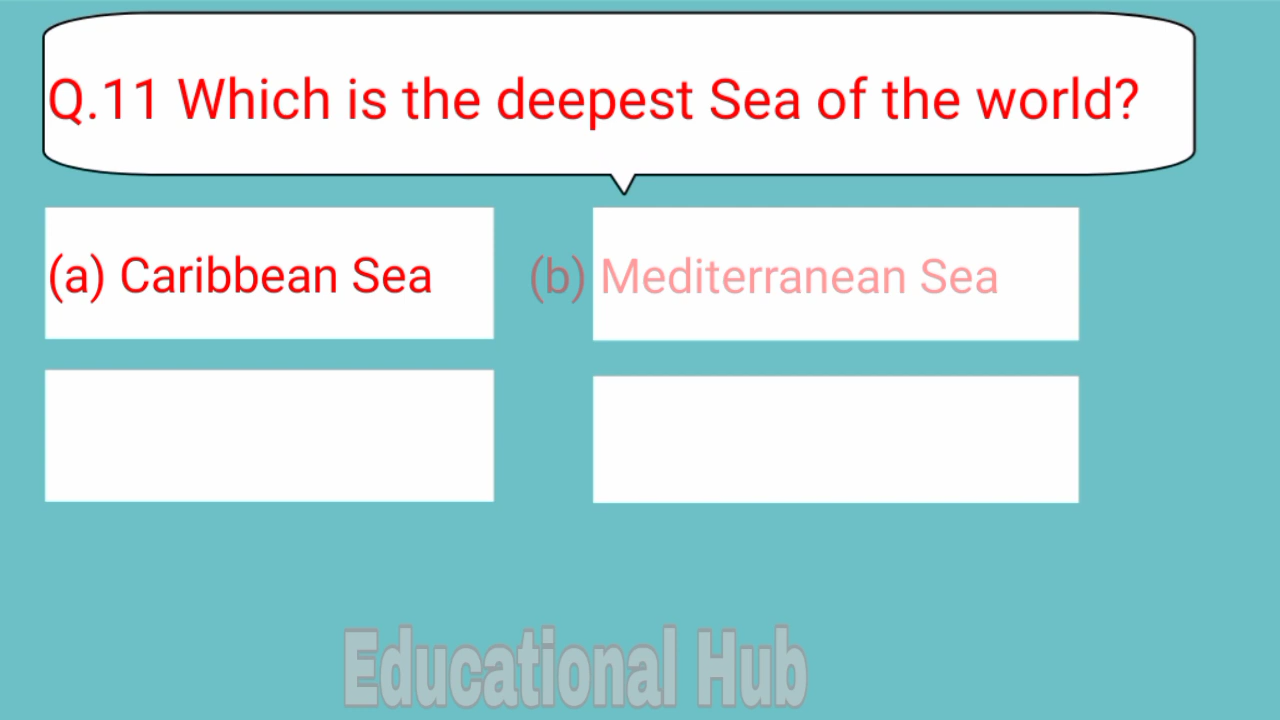 Q.11 Which is the deepest Sea of the world?
(a) Caribbean Sea (b) Mediterranean Sea
Educational Hub